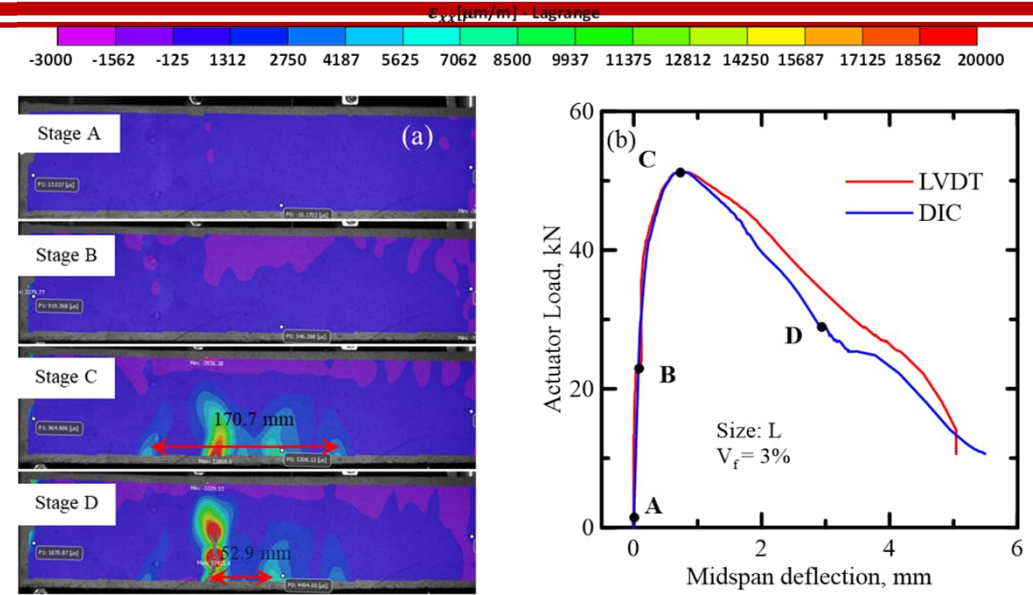 εxx[μm/m] - Lagrange
-3000 -1562 -125 1312 2750 4187 5625 7062 8500 9937 11375 12812 14250 15687 17125 18562 20000
Stage A
(a)
Stage B
Stage C
170.7 mm
Stage D
52.9 mm
(b)
60
40
20
0
Actuator Load, kN
C
LVDT
DIC
D
B
Size: L
Vf = 3%
A
0 2 4 6
Midspan deflection, mm